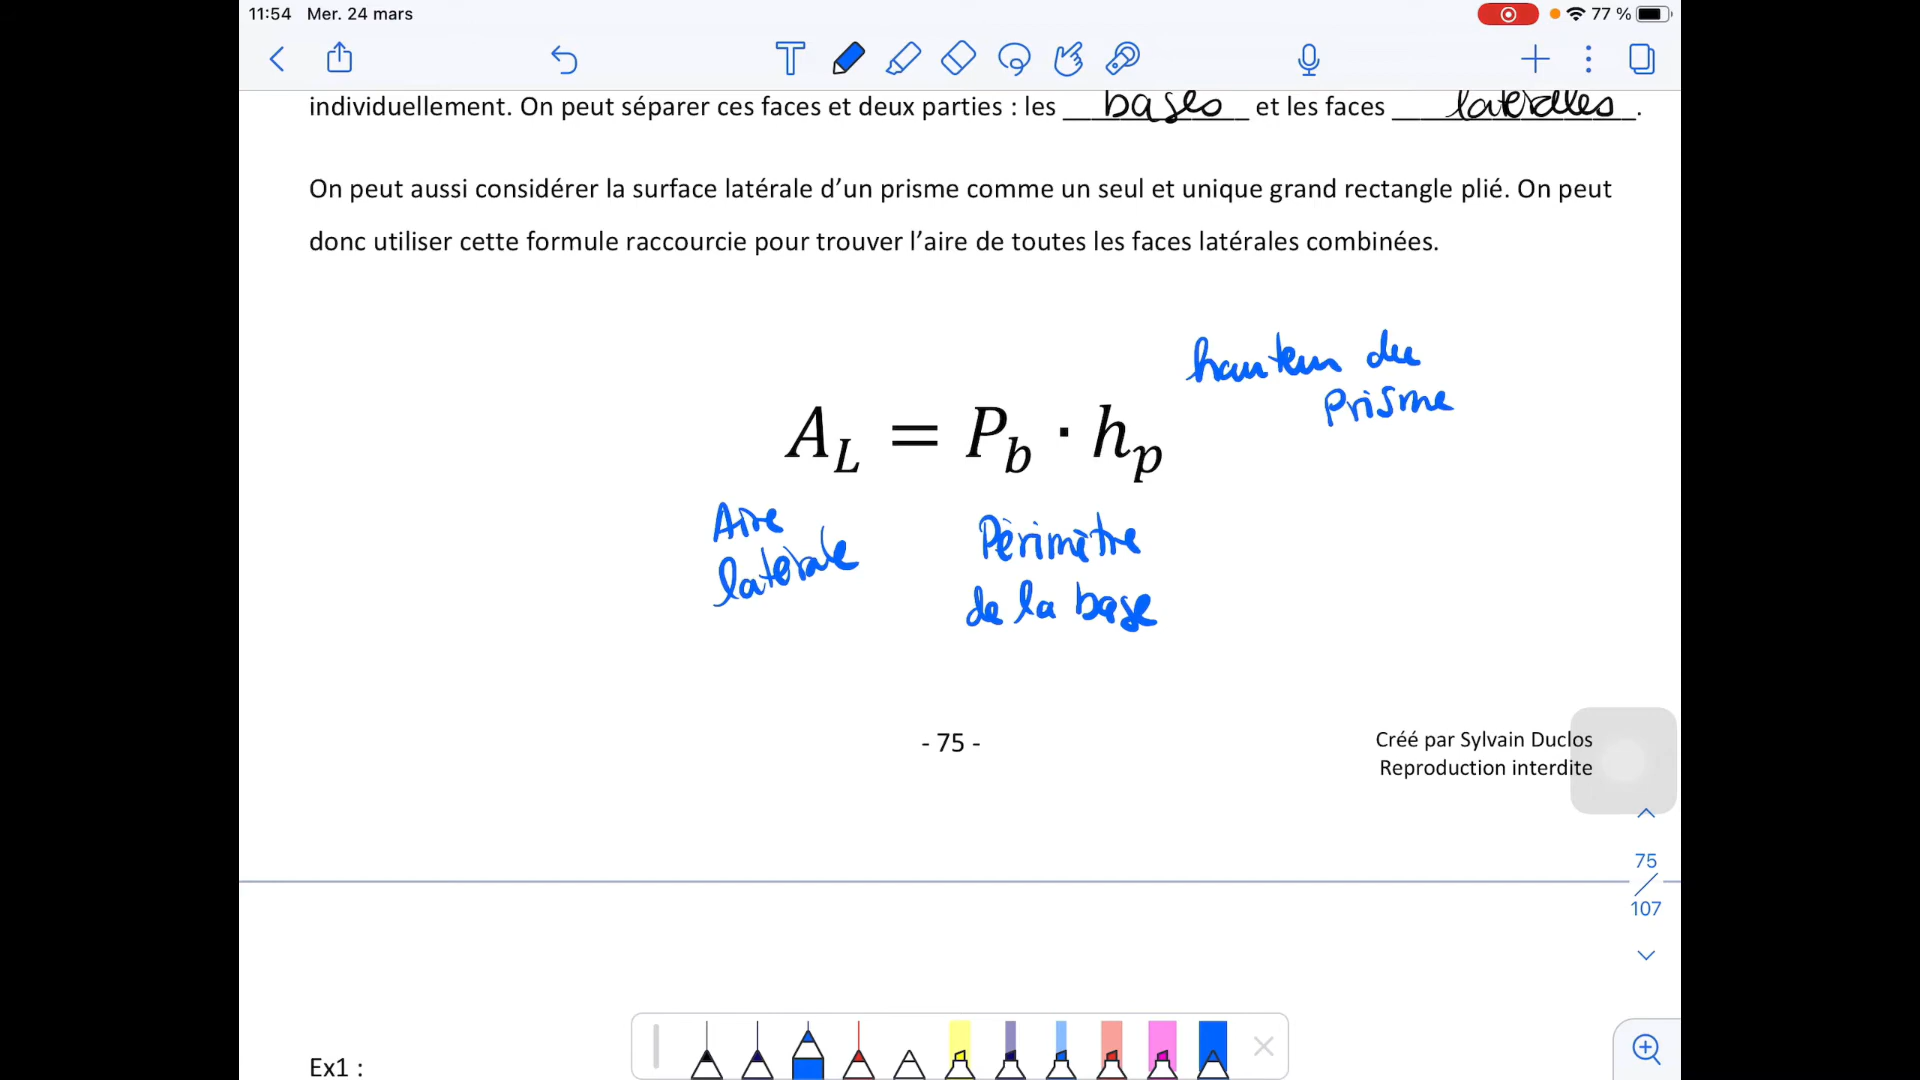 11:54 Mer. 24 mars 77 %
individuellement. On peut séparer ces faces et deux parties : les bases et les faces latérales.
On peut aussi considérer la surface latérale d’un prisme comme un seul et unique grand rectangle plié. On peut
donc utiliser cette formule raccourcie pour trouver l’aire de toutes les faces latérales combinées.
hauteur du
prisme
A_L = P_b · h_p
Aire
latérale
Périmètre
de la base
- 75 -
Créé par Sylvain Duclos
Reproduction interdite
75
107
Ex1 :